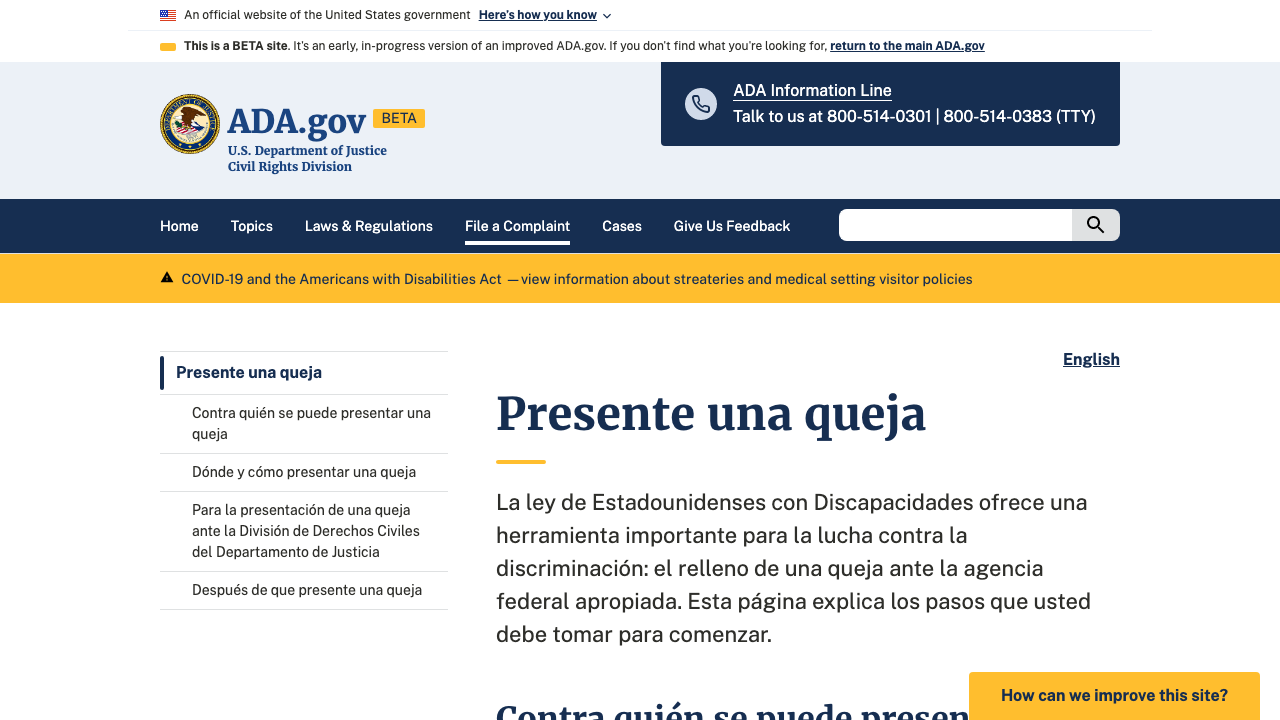 An official website of the United States government Here's how you know
This is a BETA site. It's an early, in-progress version of an improved ADA.gov. If you don't find what you're looking for, return to the main ADA.gov
ADA.gov BETA
U.S. Department of Justice
Civil Rights Division
ADA Information Line
Talk to us at 800-514-0301 | 800-514-0383 (TTY)
Home Topics Laws & Regulations File a Complaint Cases Give Us Feedback
COVID-19 and the Americans with Disabilities Act — view information about streateries and medical setting visitor policies
Presente una queja
Contra quién se puede presentar una
queja
Dónde y cómo presentar una queja
Para la presentación de una queja
ante la División de Derechos Civiles
del Departamento de Justicia
Después de que presente una queja
English
Presente una queja
La ley de Estadounidenses con Discapacidades ofrece una
herramienta importante para la lucha contra la
discriminación: el relleno de una queja ante la agencia
federal apropiada. Esta página explica los pasos que usted
debe tomar para comenzar.
Contra quién se puede presen
How can we improve this site?